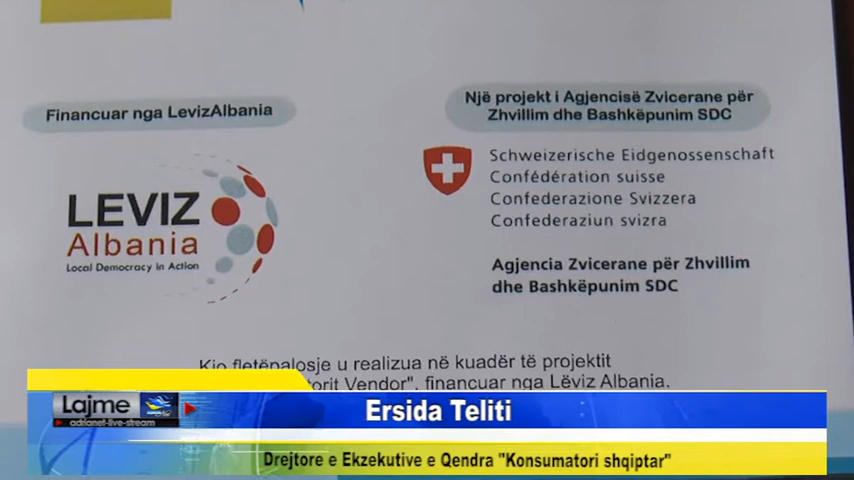 Financuar nga LevizAlbania
Një projekt i Agjencisë Zvicerane për
Zhvillim dhe Bashkëpunim SDC
LEVIZ
Albania
Local Democracy in Action
Schweizerische Eidgenossenschaft
Confédération suisse
Confederazione Svizzera
Confederaziun svizra
Agjencia Zvicerane për Zhvillim
dhe Bashkëpunim SDC
Kjo fletëpalosje u realizua në kuadër të projektit
Vendor", financuar nga Lëviz Albania.
Lajme
adrianet-live-stream
Ersida Teliti
Drejtore e Ekzekutive e Qendra "Konsumatori shqiptar"